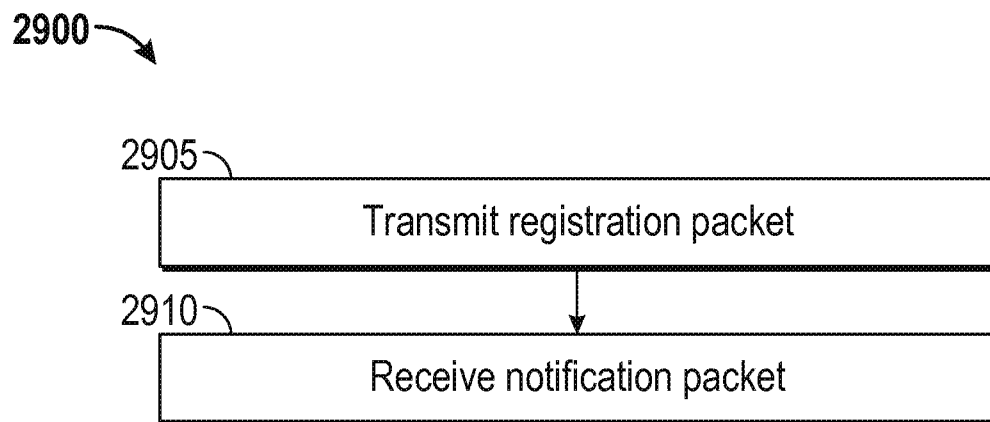 2900
2905
Transmit registration packet
2910
Receive notification packet